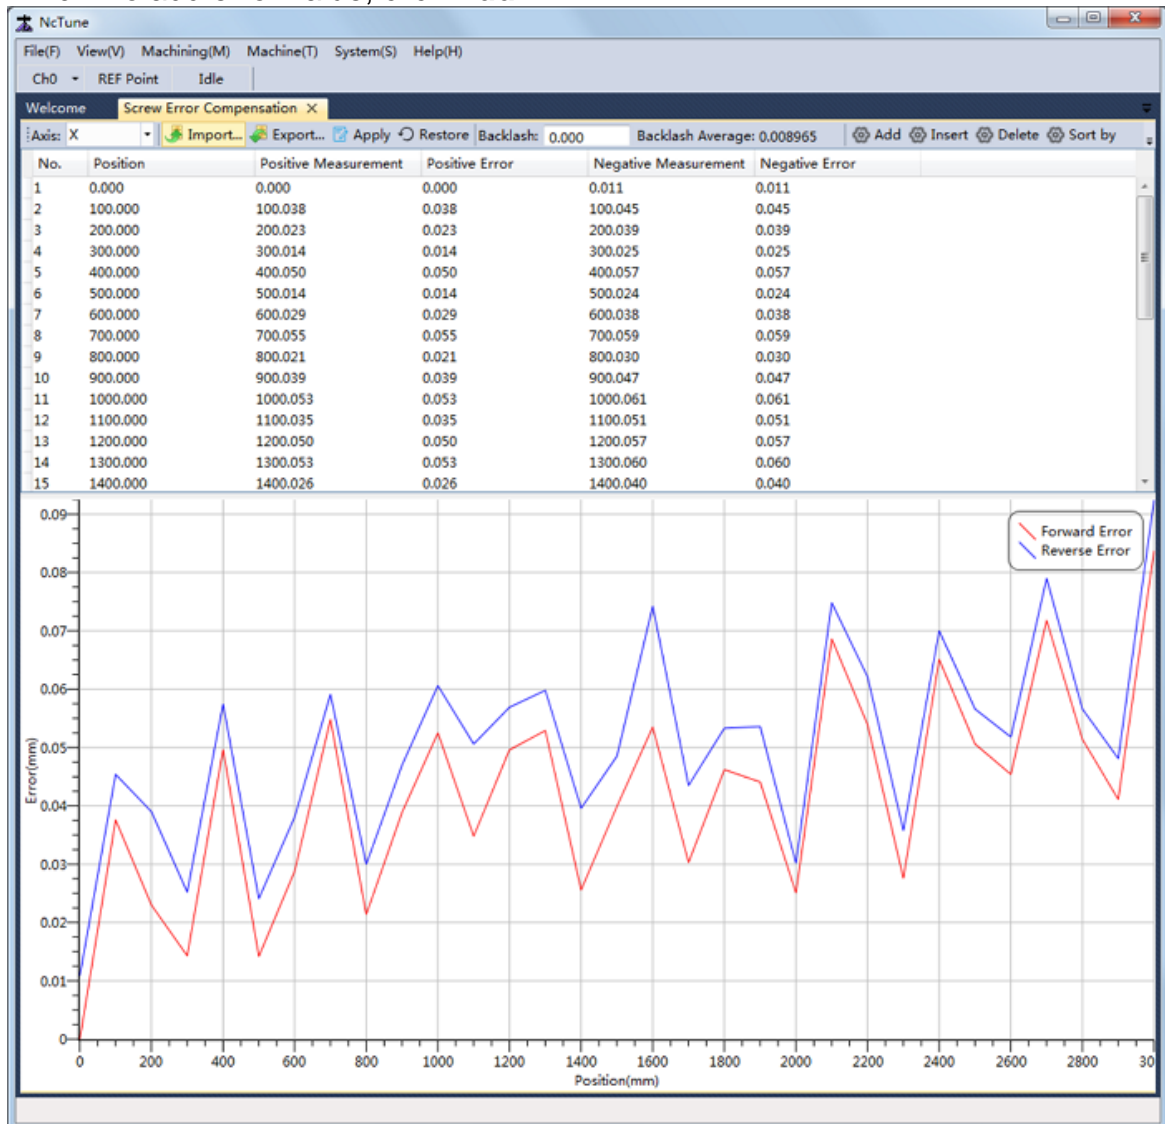 NcTune
File(F) View(V) Machining(M) Machine(T) System(S) Help(H)
Ch0 REF Point Idle
Welcome Screw Error Compensation
Axis: X Import... Export... Apply Restore Backlash: 0.000 Backlash Average: 0.008965 Add Insert Delete Sort by
No. Position Positive Measurement Positive Error Negative Measurement Negative Error
1 0.000 0.000 0.000 0.011 0.011
2 100.000 100.038 0.038 100.045 0.045
3 200.000 200.023 0.023 200.039 0.039
4 300.000 300.014 0.014 300.025 0.025
5 400.000 400.050 0.050 400.057 0.057
6 500.000 500.014 0.014 500.024 0.024
7 600.000 600.029 0.029 600.038 0.038
8 700.000 700.055 0.055 700.059 0.059
9 800.000 800.021 0.021 800.030 0.030
10 900.000 900.039 0.039 900.047 0.047
11 1000.000 1000.053 0.053 1000.061 0.061
12 1100.000 1100.035 0.035 1100.051 0.051
13 1200.000 1200.050 0.050 1200.057 0.057
14 1300.000 1300.053 0.053 1300.060 0.060
15 1400.000 1400.026 0.026 1400.040 0.040
Forward Error
Reverse Error
0.09
0.08
0.07
0.06
0.05
0.04
0.03
0.02
0.01
0
Error(mm)
0 200 400 600 800 1000 1200 1400 1600 1800 2000 2200 2400 2600 2800 30
Position(mm)